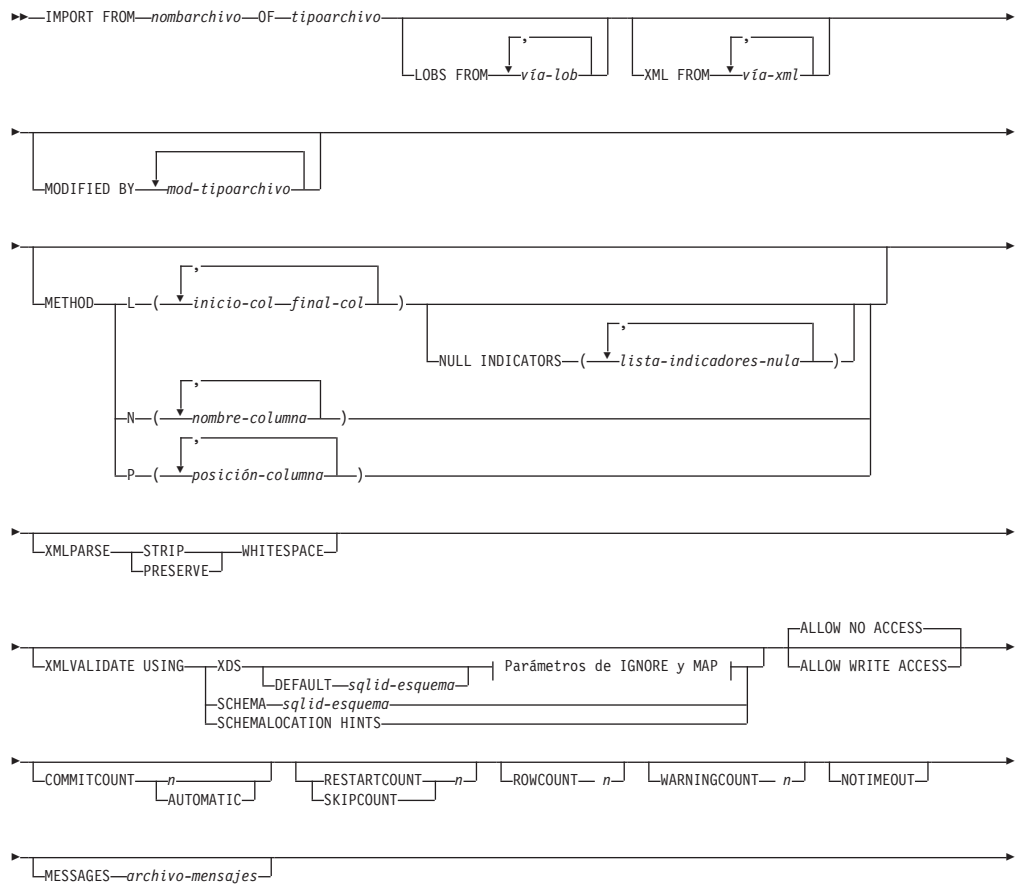 IMPORT FROM nombarchivo OF tipoarchivo
,
LOBS FROM vía-lob
,
XML FROM vía-xml
MODIFIED BY mod-tipoarchivo
,
METHOD L ( inicio-col final-col )
,
NULL INDICATORS ( lista-indicadores-nula )
,
N ( nombre-columna )
,
P ( posición-columna )
XMLPARSE STRIP WHITESPACE
PRESERVE
ALLOW NO ACCESS
XMLVALIDATE USING XDS Parámetros de IGNORE y MAP ALLOW WRITE ACCESS
DEFAULT sqlid-esquema
SCHEMA sqlid-esquema
SCHEMALOCATION HINTS
COMMITCOUNT n RESTARTCOUNT n ROWCOUNT n WARNINGCOUNT n NOTIMEOUT
AUTOMATIC SKIPCOUNT
MESSAGES archivo-mensajes